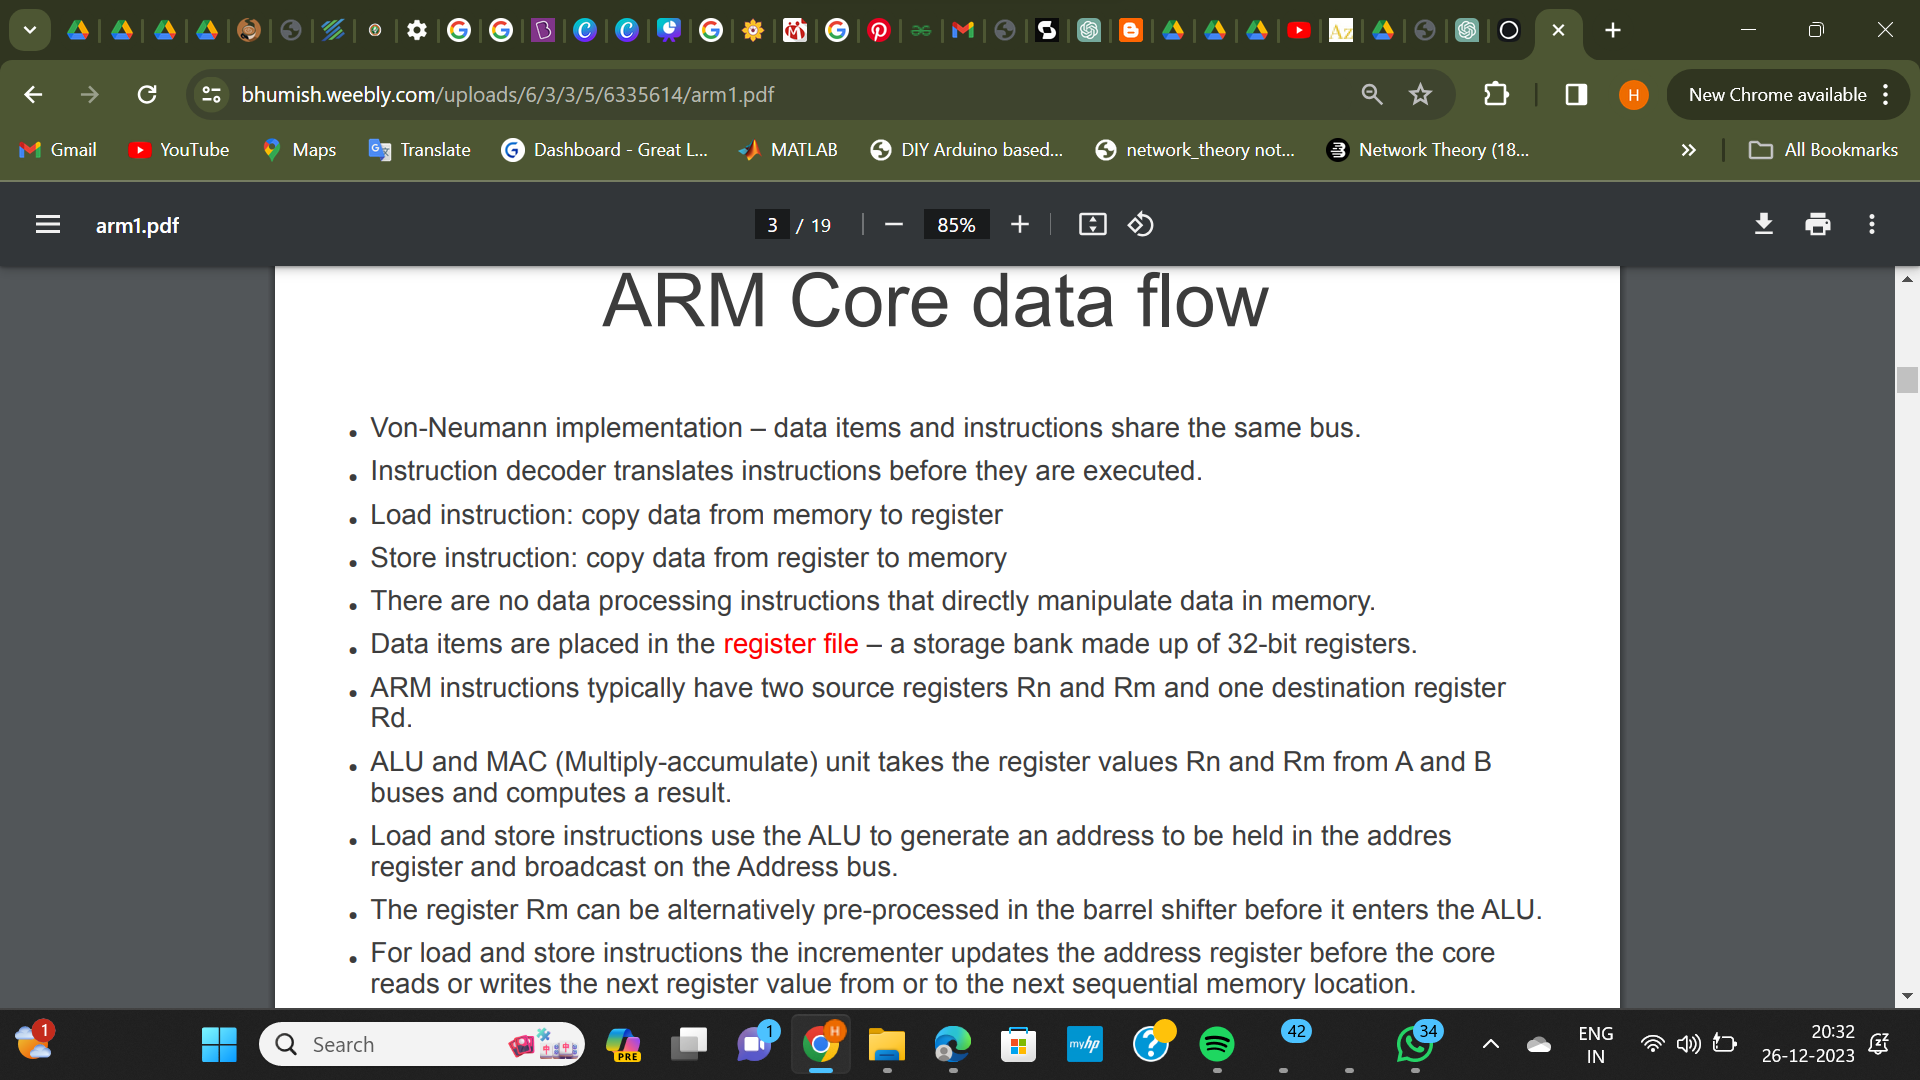 bhumish.weebly.com/uploads/6/3/3/5/6335614/arm1.pdf
H
New Chrome available
Gmail
YouTube
Maps
Translate
Dashboard - Great L...
MATLAB
DIY Arduino based...
network_theory not...
Network Theory (18...
All Bookmarks
arm1.pdf
3 / 19
85%
ARM Core data flow
• Von-Neumann implementation – data items and instructions share the same bus.
• Instruction decoder translates instructions before they are executed.
• Load instruction: copy data from memory to register
• Store instruction: copy data from register to memory
• There are no data processing instructions that directly manipulate data in memory.
• Data items are placed in the register file – a storage bank made up of 32-bit registers.
• ARM instructions typically have two source registers Rn and Rm and one destination register
Rd.
• ALU and MAC (Multiply-accumulate) unit takes the register values Rn and Rm from A and B
buses and computes a result.
• Load and store instructions use the ALU to generate an address to be held in the addres
register and broadcast on the Address bus.
• The register Rm can be alternatively pre-processed in the barrel shifter before it enters the ALU.
• For load and store instructions the incrementer updates the address register before the core
reads or writes the next register value from or to the next sequential memory location.
1
Search
PRE
1
H
myhp
42
34
ENG
IN
20:32
26-12-2023